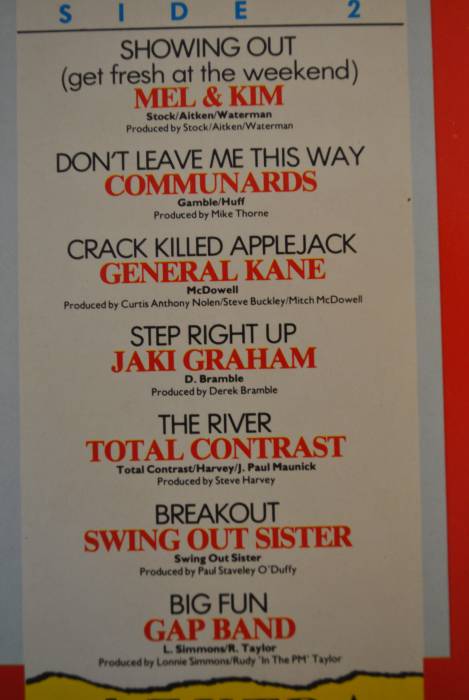 SIDE 2
SHOWING OUT
(get fresh at the weekend)
MEL & KIM
Stock/Aitken/Waterman
Produced by Stock/Aitken/Waterman
DON'T LEAVE ME THIS WAY
COMMUNARDS
Gamble/Huff
Produced by Mike Thorne
CRACK KILLED APPLEJACK
GENERAL KANE
McDowell
Produced by Curtis Anthony Nolen/Steve Buckley/Mitch McDowell
STEP RIGHT UP
JAKI GRAHAM
D. Bramble
Produced by Derek Bramble
THE RIVER
TOTAL CONTRAST
Total Contrast/Harvey/J. Paul Maunick
Produced by Steve Harvey
BREAKOUT
SWING OUT SISTER
Swing Out Sister
Produced by Paul Staveley O'Duffy
BIG FUN
GAP BAND
L. Simmons/R. Taylor
Produced by Lonnie Simmons/Rudy 'In The PM' Taylor